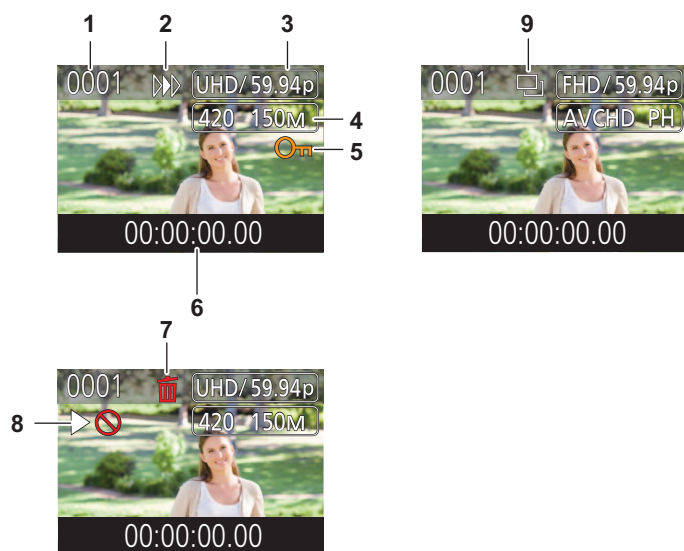 1 2 3
0001 UHD/59.94p
420 150M 4
5
00:00:00.00
6
9
0001 FHD/59.94p
AVCHD PH
00:00:00.00
7
0001 UHD/59.94p
8 420 150M
00:00:00.00